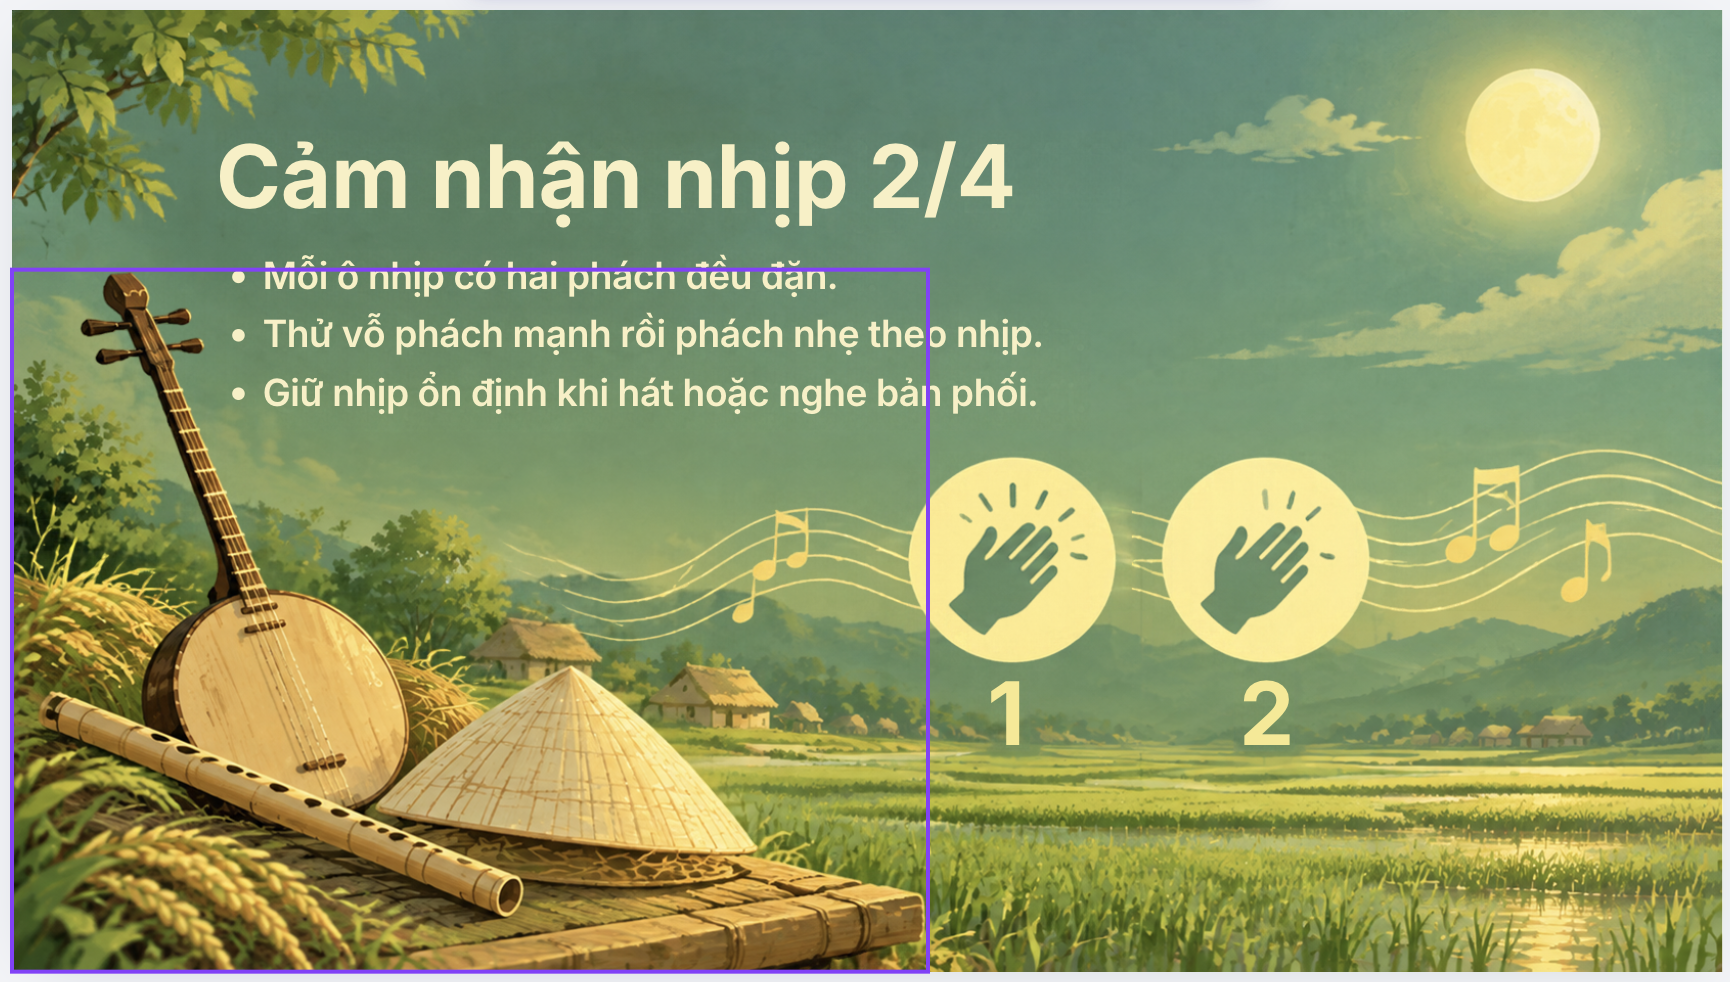 Cảm nhận nhịp 2/4
• Mỗi ô nhịp có hai phách đều đặn.
• Thử vỗ phách mạnh rồi phách nhẹ theo nhịp.
• Giữ nhịp ổn định khi hát hoặc nghe bản phối.
1 2